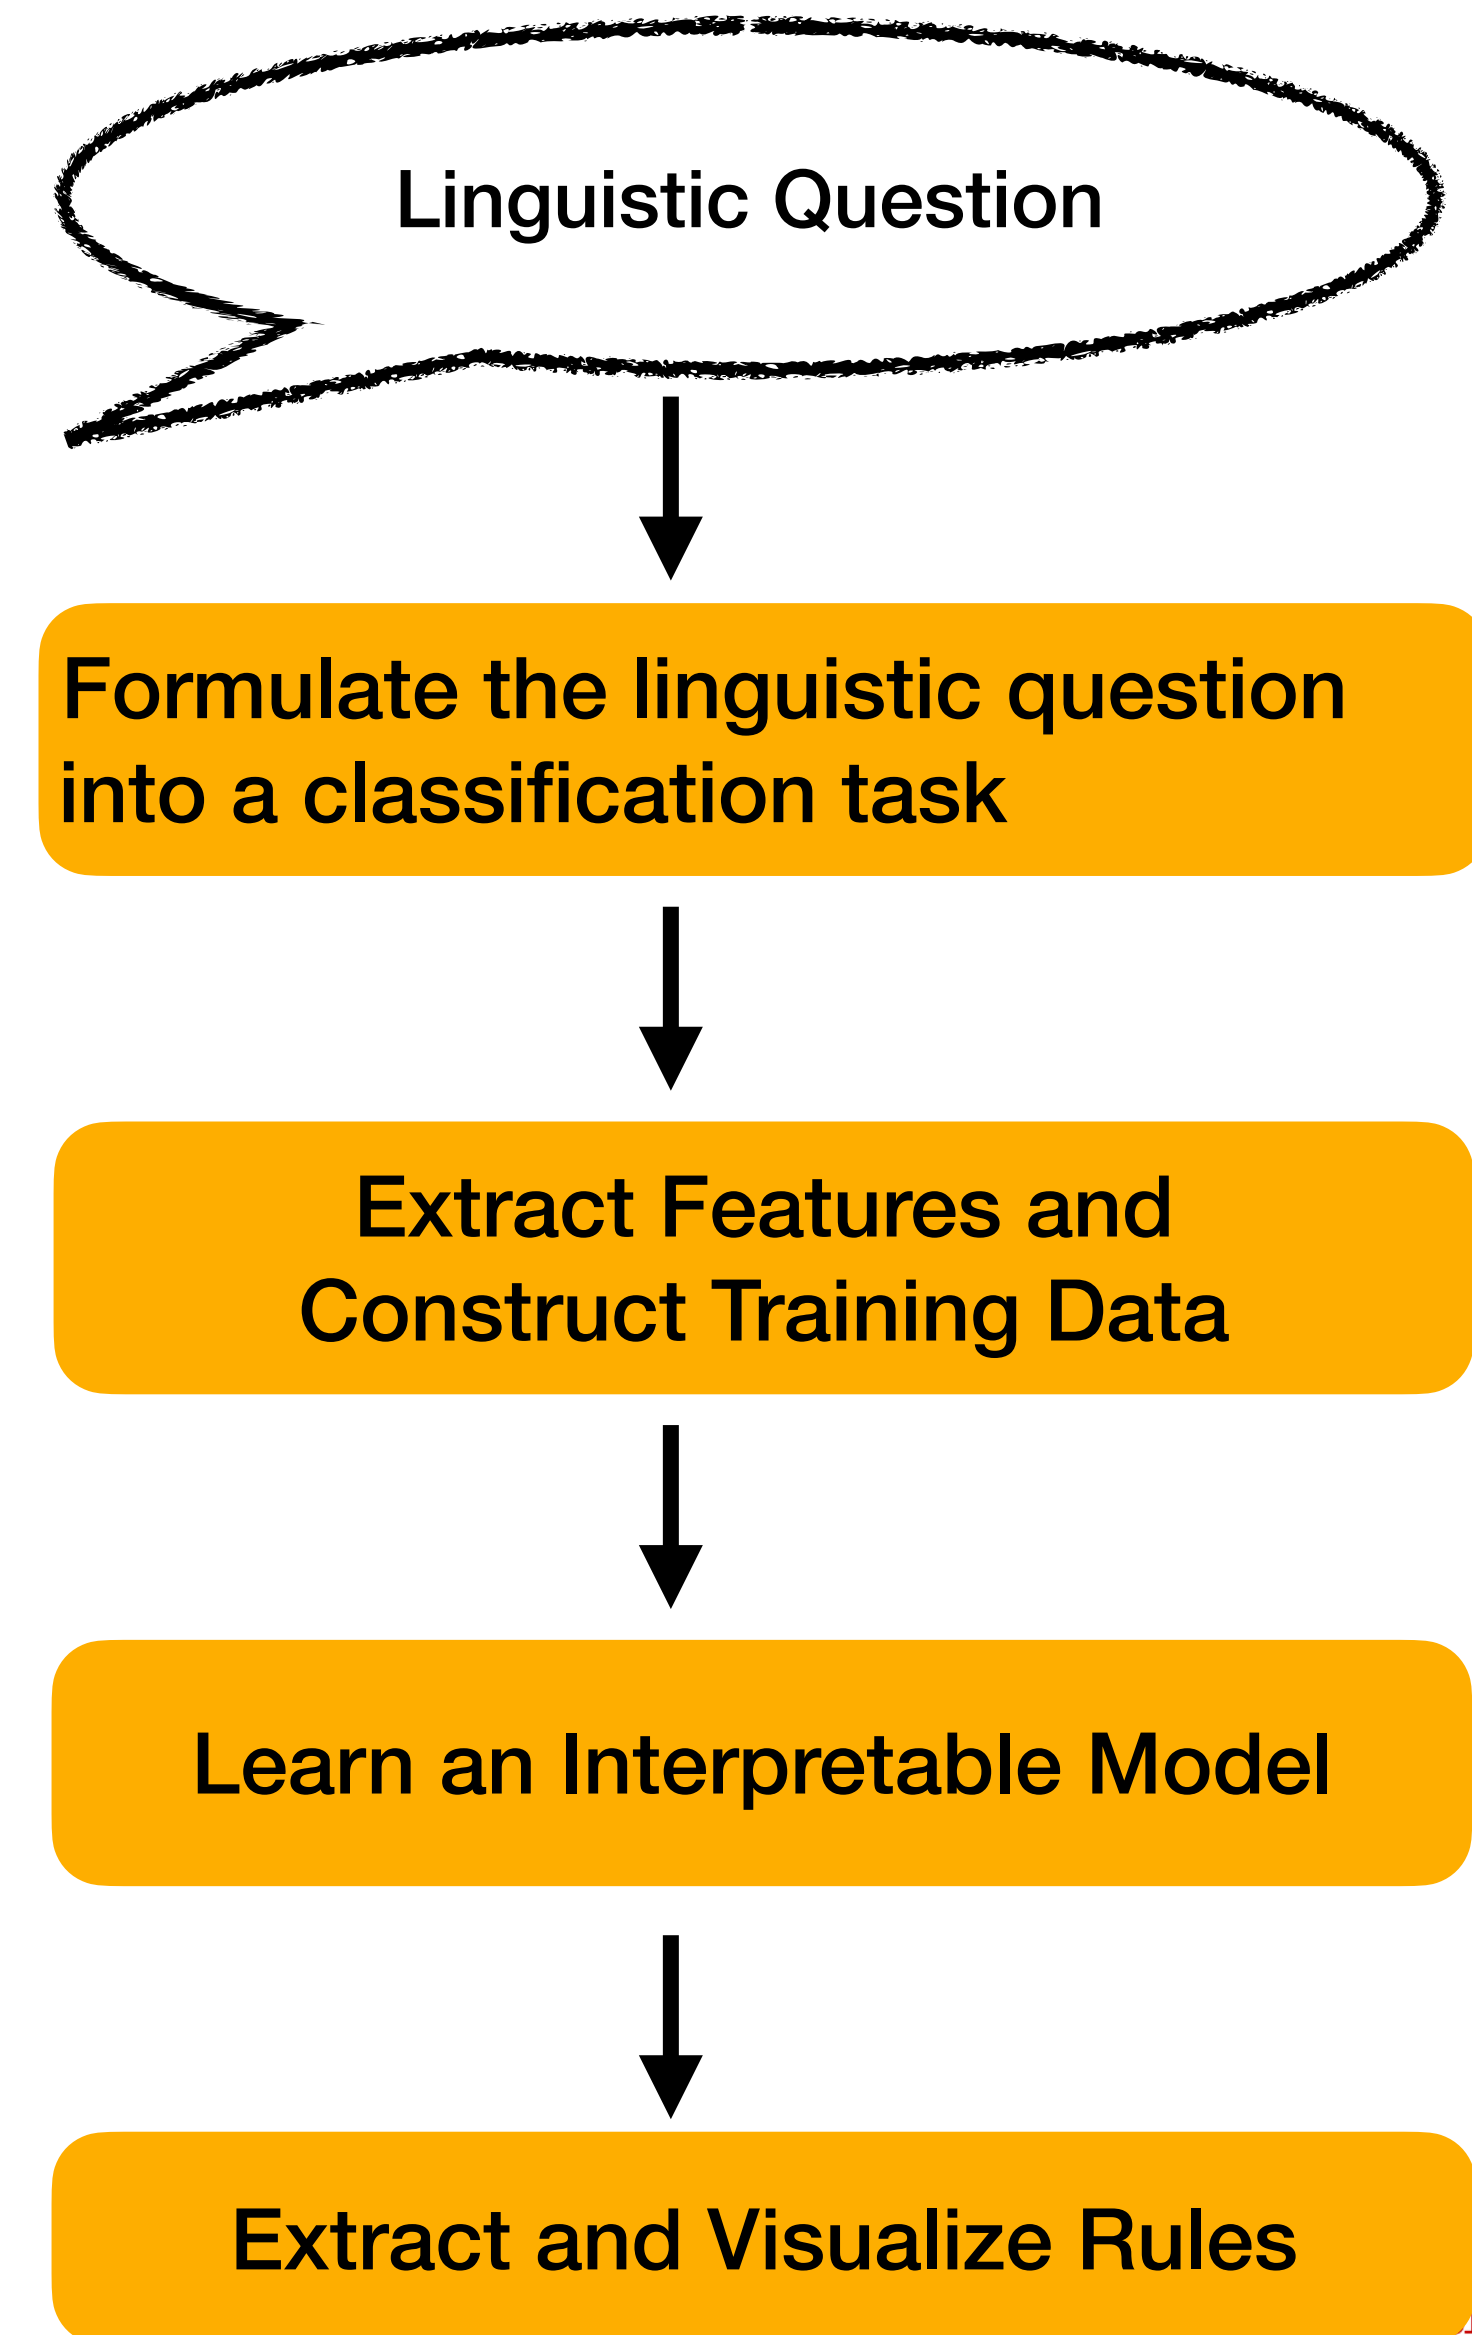 Linguistic Question
Formulate the linguistic question
into a classification task
Extract Features and
Construct Training Data
Learn an Interpretable Model
Extract and Visualize Rules